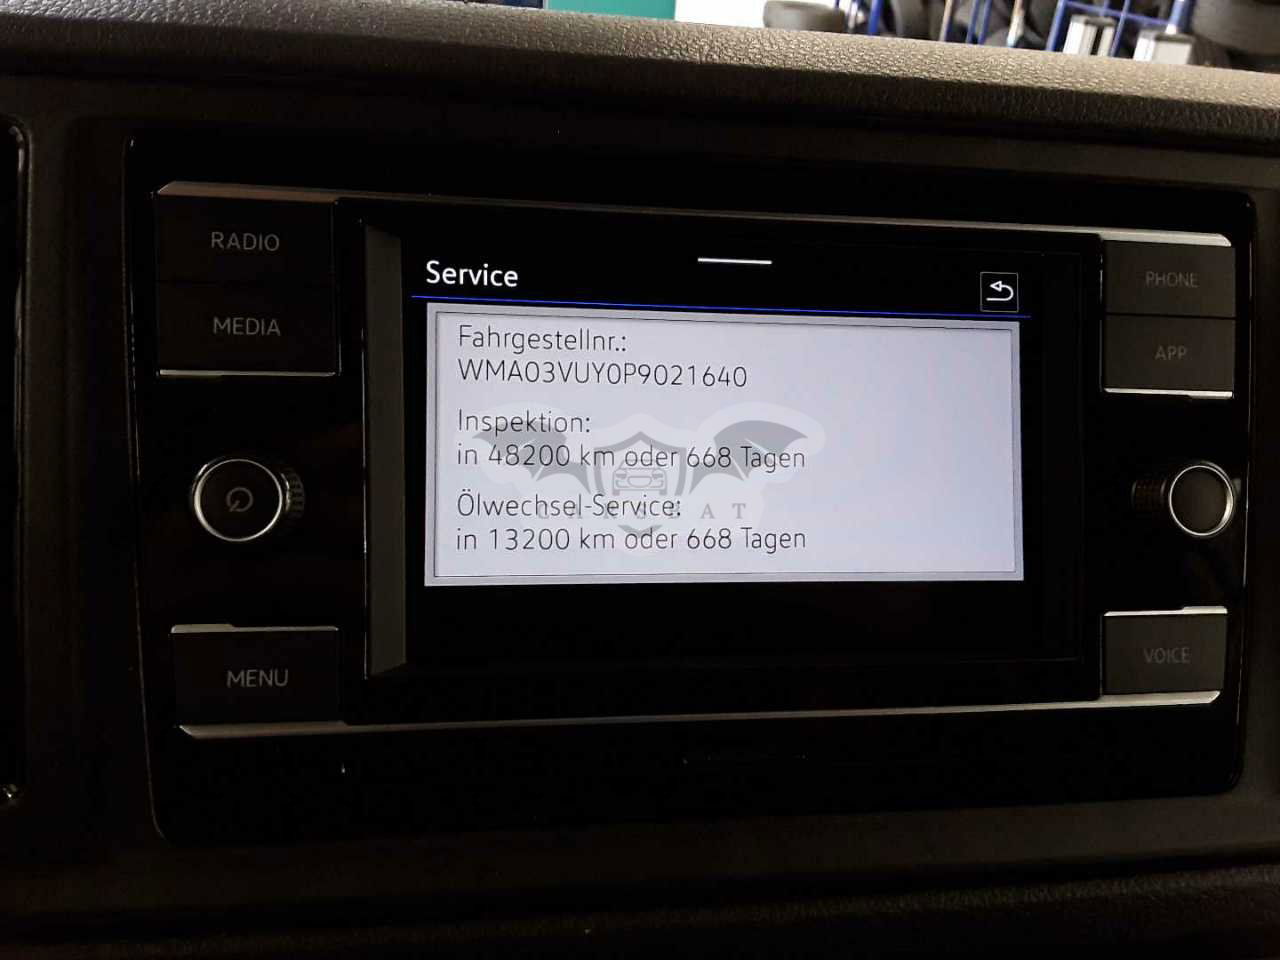 RADIO
MEDIA
MENU
Service
Fahrgestellnr.:
WMA03VUY0P9021640
Inspektion:
in 48200 km oder 668 Tagen
Ölwechsel-Service:
in 13200 km oder 668 Tagen
CARSBAT
PHONE
APP
VOICE